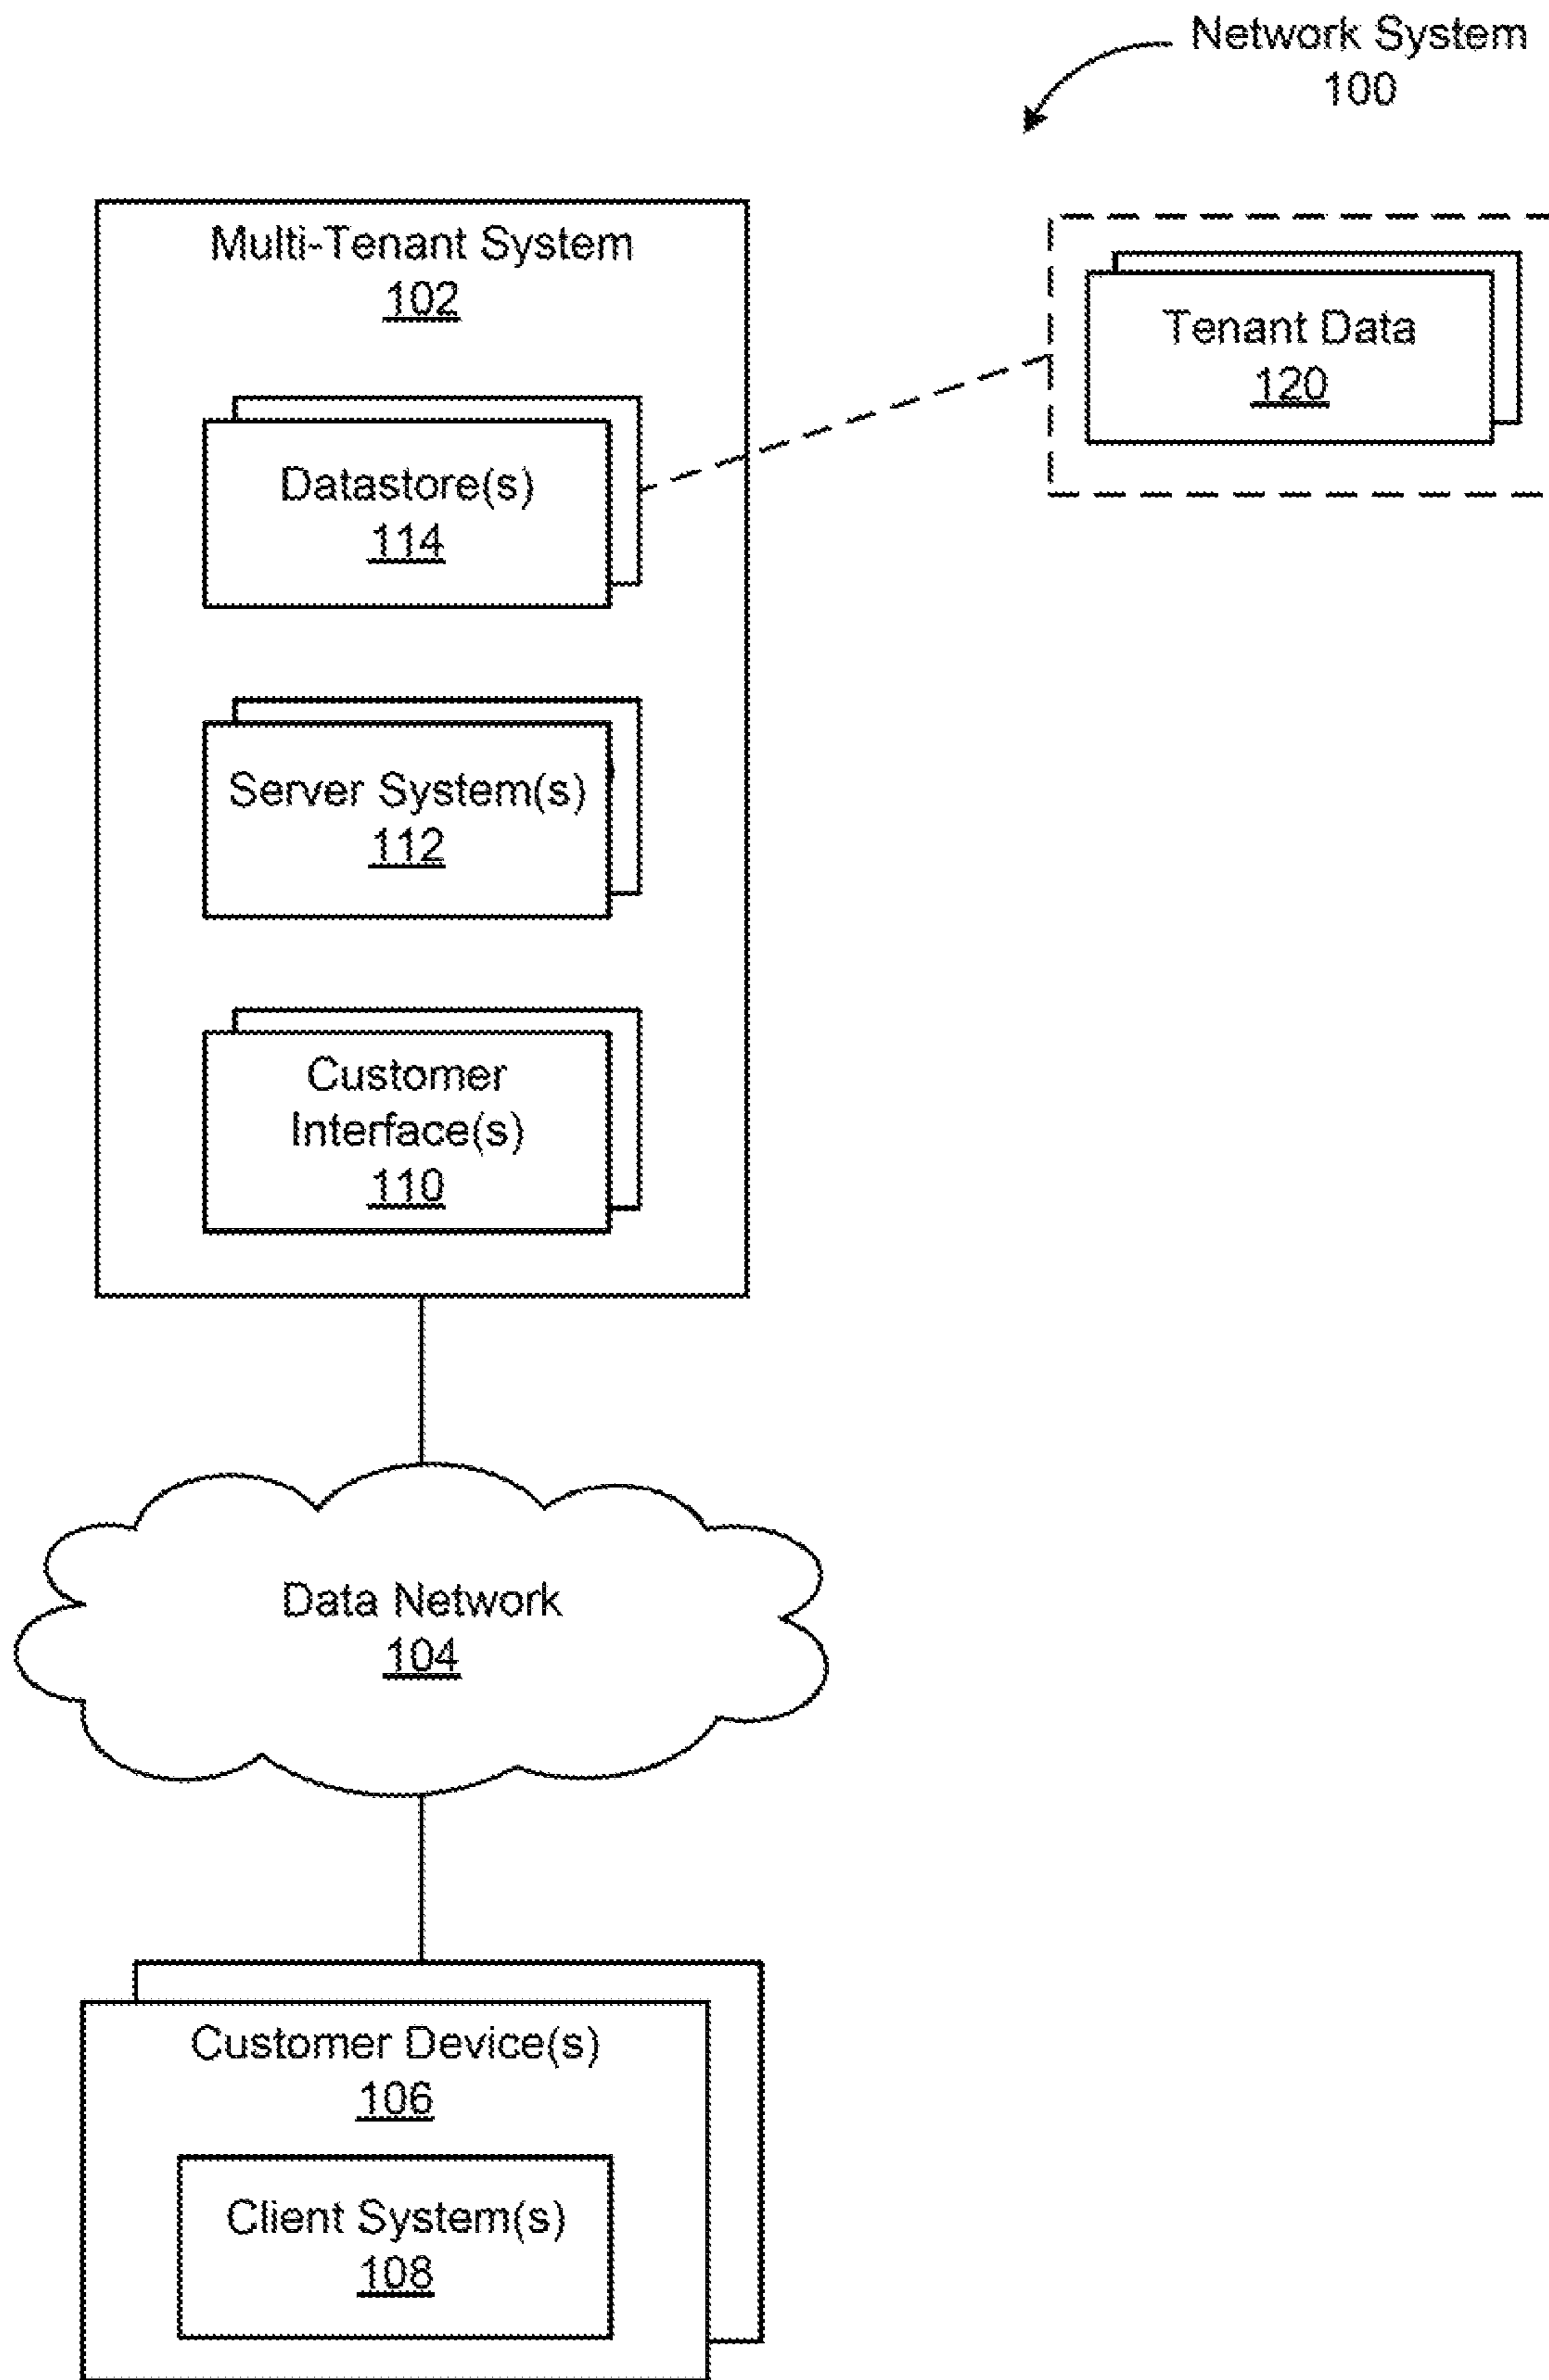 Network System
100
Multi-Tenant System
102
Tenant Data
120
Datastore(s)
114
Server System(s)
112
Customer
Interface(s)
110
Data Network
104
Customer Device(s)
106
Client System(s)
108